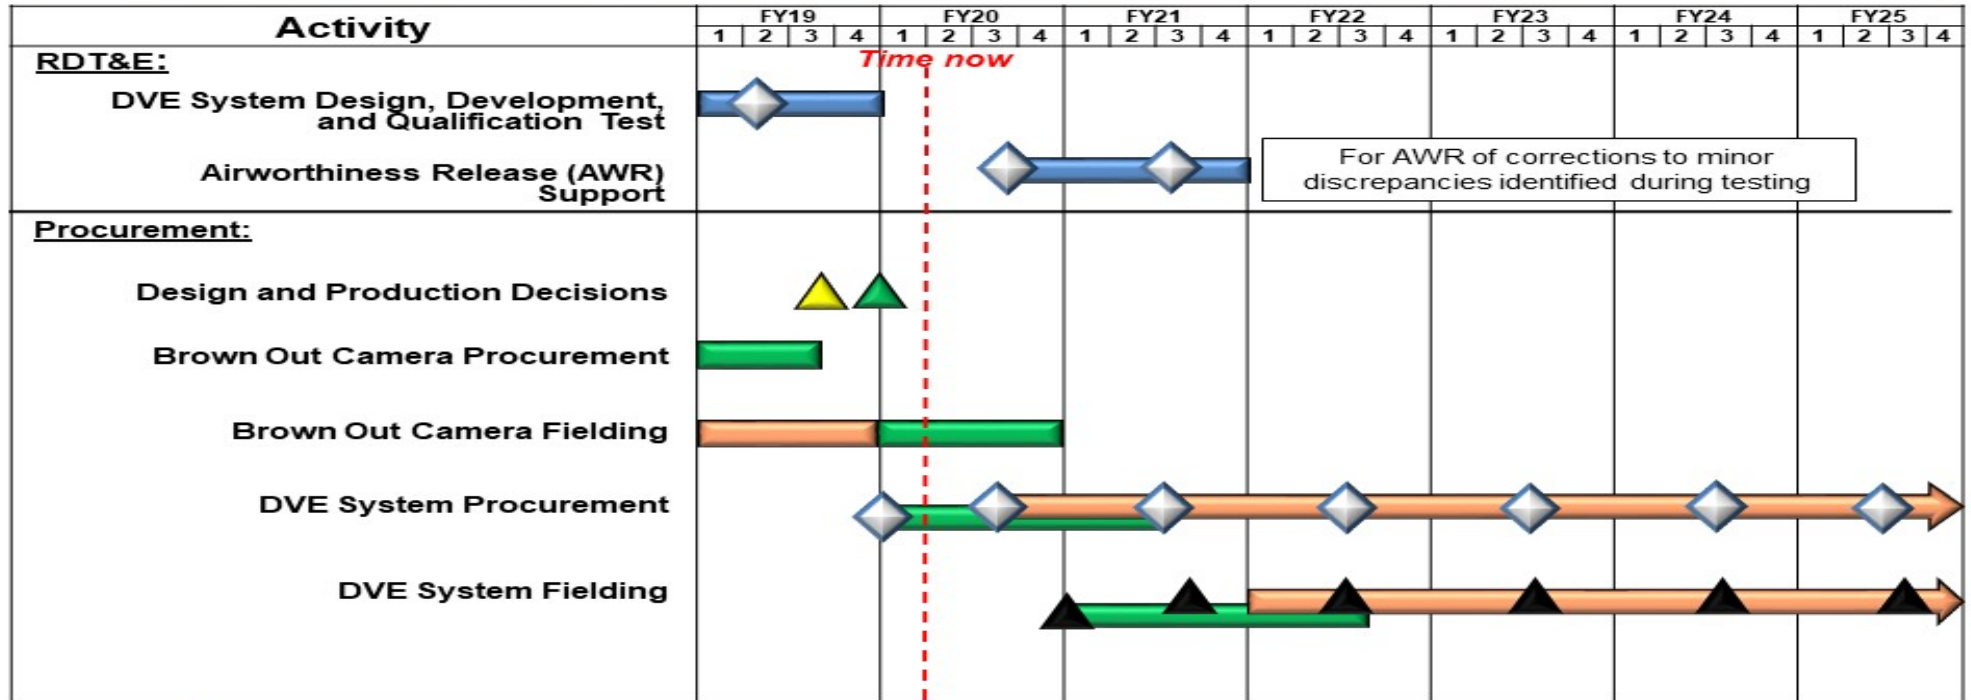 Activity
FY19 FY20 FY21 FY22 FY23 FY24 FY25
1 2 3 4 1 2 3 4 1 2 3 4 1 2 3 4 1 2 3 4 1 2 3 4 1 2 3 4
RDT&E:
Time now
DVE System Design, Development,
and Qualification Test
Airworthiness Release (AWR)
Support
For AWR of corrections to minor
discrepancies identified during testing
Procurement:
Design and Production Decisions
Brown Out Camera Procurement
Brown Out Camera Fielding
DVE System Procurement
DVE System Fielding